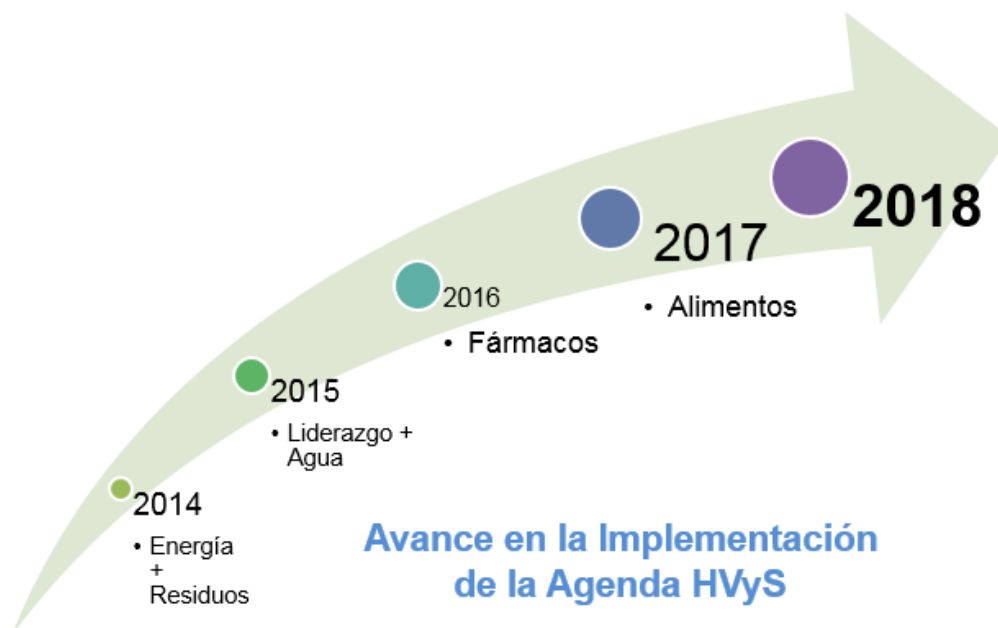 2014
• Energía
+
Residuos
2015
• Liderazgo +
Agua
2016
• Fármacos
2017
• Alimentos
2018
Avance en la Implementación
de la Agenda HVyS